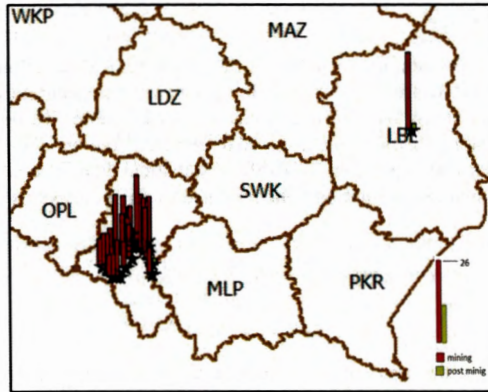 WKP
MAZ
LDZ
LBL
OPL
SWK
MLP
PKR
26
mining
post minig